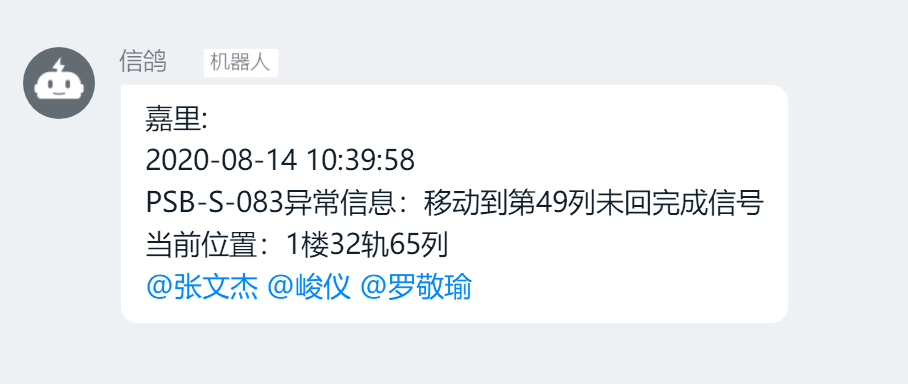 信鸽 机器人
嘉里:
2020-08-14 10:39:58
PSB-S-083异常信息：移动到第49列未回完成信号
当前位置：1楼32轨65列
@张文杰 @峻仪 @罗敬瑜